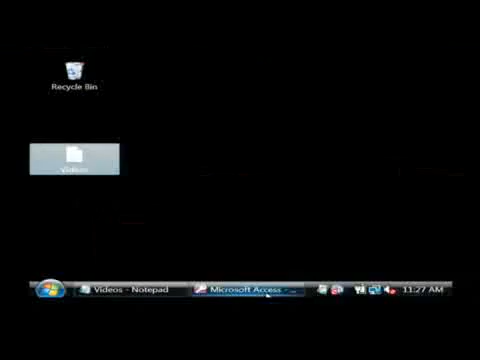 Recycle Bin
Videos
Videos - Notepad
Microsoft Access - ...
11:27 AM